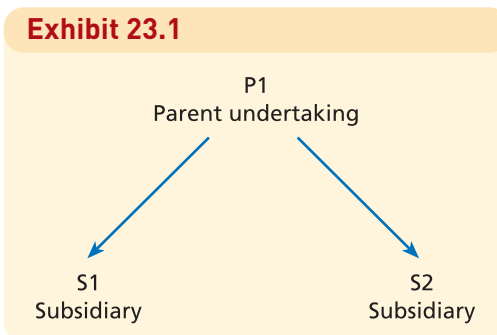 Exhibit 23.1
P1
Parent undertaking
S1
Subsidiary
S2
Subsidiary